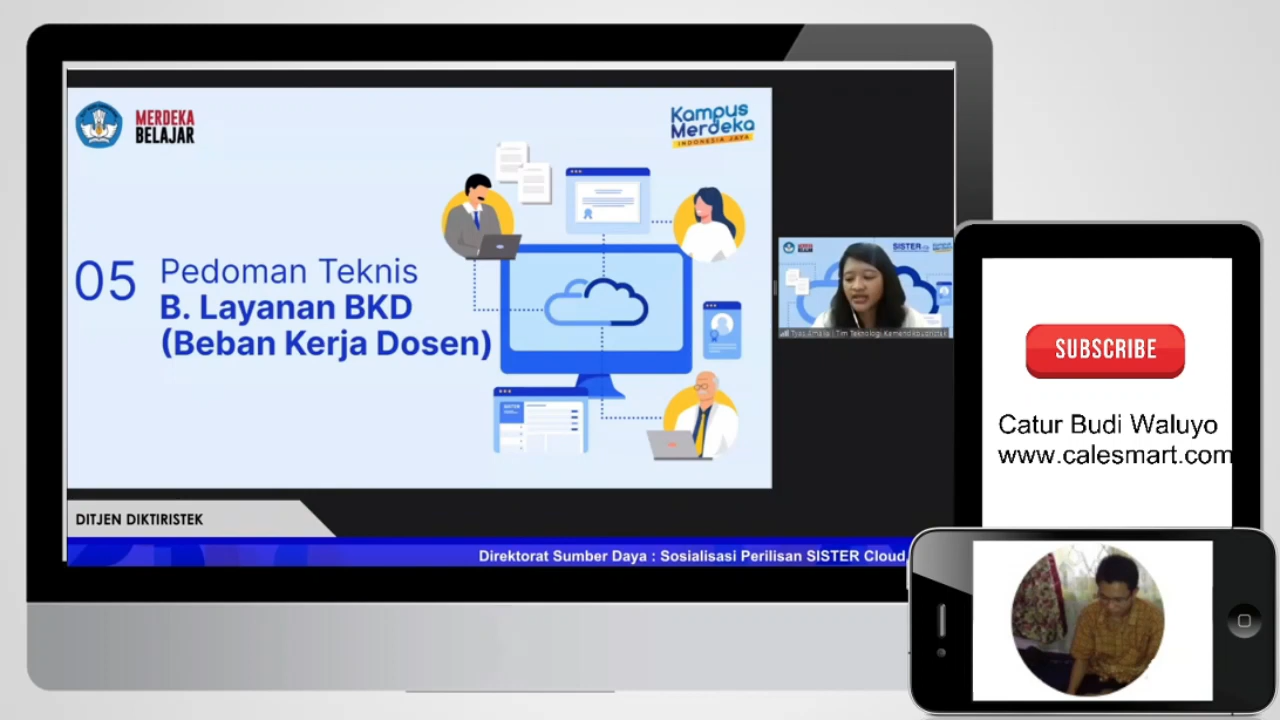 MERDEKA
BELAJAR
Kampus
Merdeka
INDONESIA JAYA
05
Pedoman Teknis
B. Layanan BKD
(Beban Kerja Dosen)
SISTER
DITJEN DIKTIRISTEK
Direktorat Sumber Daya : Sosialisasi Perilisan SISTER Cloud
SUBSCRIBE
Catur Budi Waluyo
www.calesmart.com